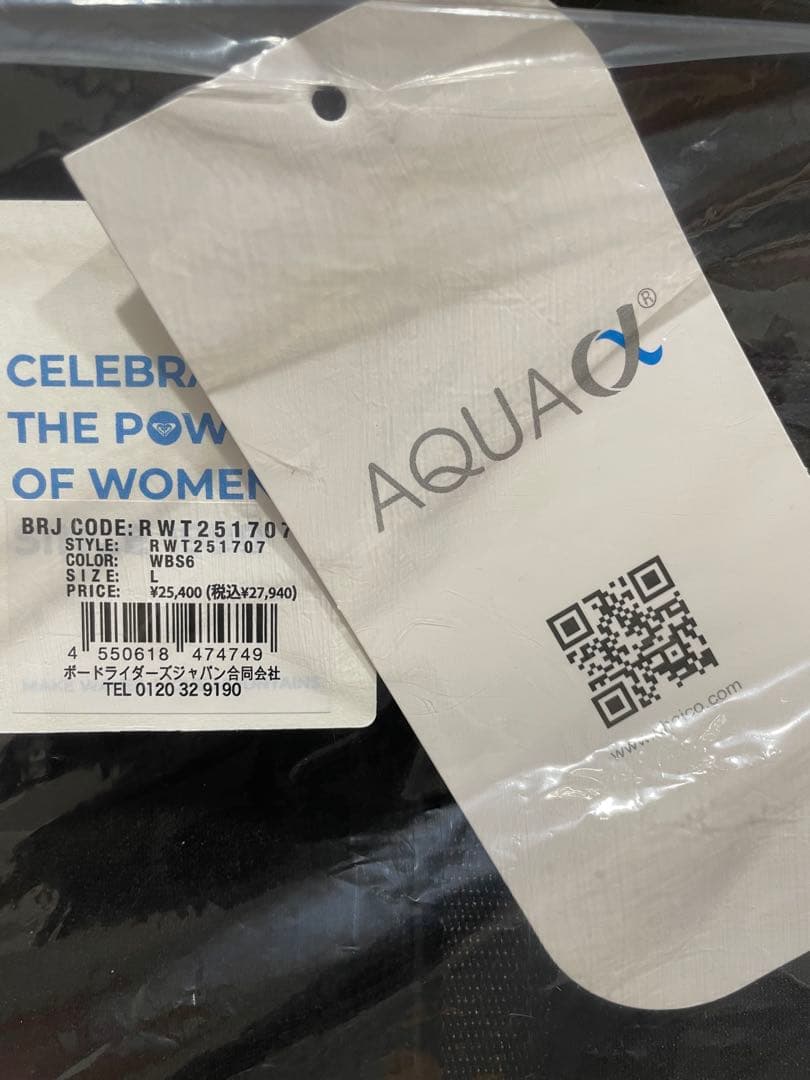 CELEBRA
THE POW
OF WOMEN
BRJ CODE: RWT251707
STYLE: RWT251707
COLOR: WBS6
SIZE: L
PRICE: ¥25,400 (税込¥27,940)
4 550618 474749
ボードライダーズジャパン合同会社
TEL 0120 32 9190
AQUAα®